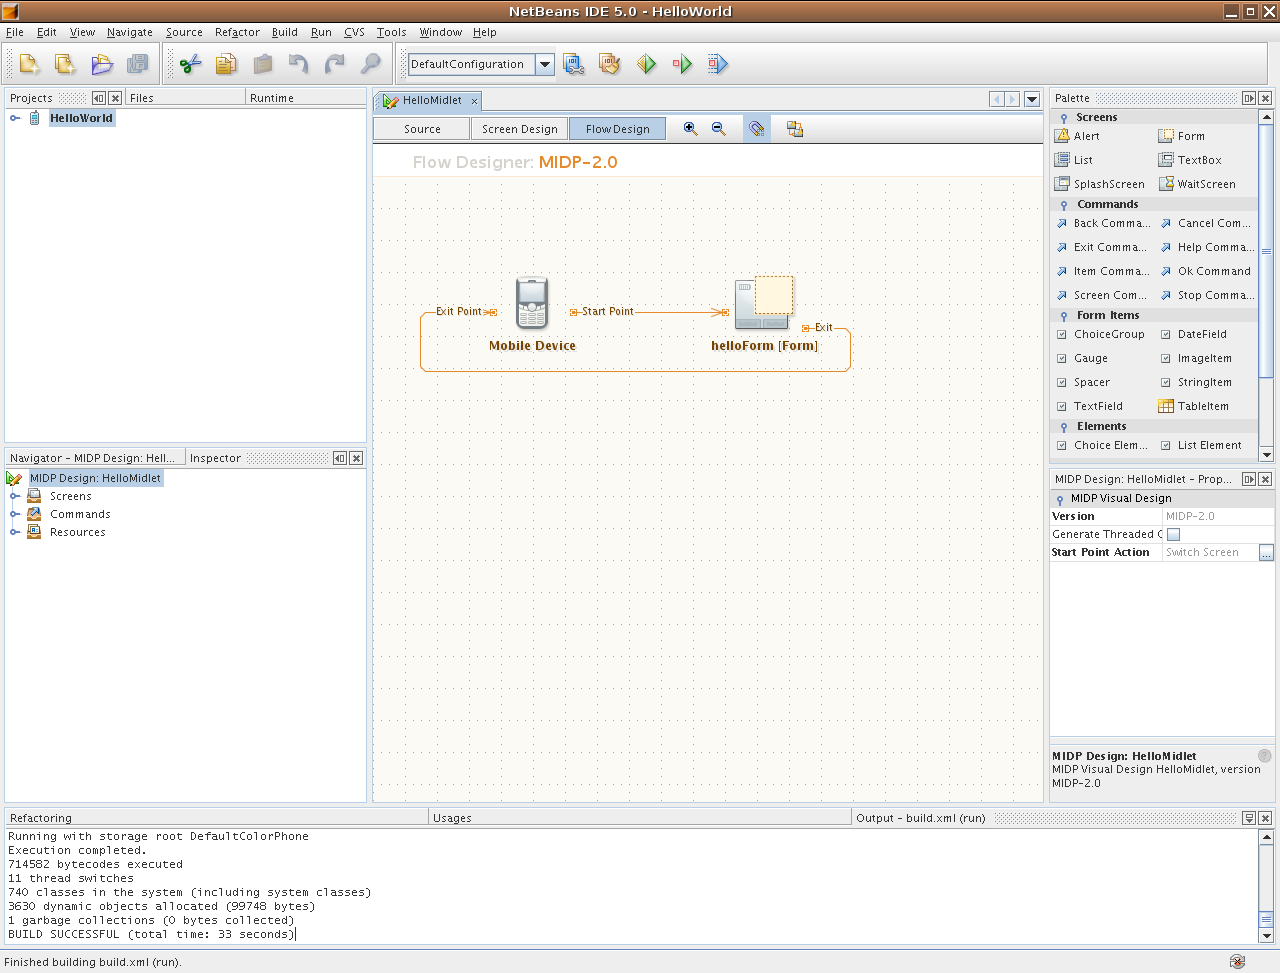 NetBeans IDE 5.0 - HelloWorld
File Edit View Navigate Source Refactor Build Run CVS Tools Window Help
DefaultConfiguration
Projects Files Runtime
HelloWorld
Navigator - MIDP Design: Hell... Inspector
MIDP Design: HelloMidlet
Screens
Commands
Resources
HelloMidlet
Source Screen Design Flow Design
Flow Designer: MIDP-2.0
Exit Point Start Point
Exit
Mobile Device helloForm [Form]
Palette
Screens
Alert Form
List TextBox
SplashScreen WaitScreen
Commands
Back Comma... Cancel Com...
Exit Comma... Help Comma...
Item Comma... Ok Command
Screen Com... Stop Comma...
Form Items
ChoiceGroup DateField
Gauge ImageItem
Spacer StringItem
TextField TableItem
Elements
Choice Elem... List Element
MIDP Design: HelloMidlet - Prop...
MIDP Visual Design
Version MIDP-2.0
Generate Threaded C
Start Point Action Switch Screen ...
MIDP Design: HelloMidlet
MIDP Visual Design HelloMidlet, version
MIDP-2.0
Refactoring Usages Output - build.xml (run)
Running with storage root DefaultColorPhone
Execution completed.
714582 bytecodes executed
11 thread switches
740 classes in the system (including system classes)
3630 dynamic objects allocated (99748 bytes)
1 garbage collections (0 bytes collected)
BUILD SUCCESSFUL (total time: 33 seconds)
Finished building build.xml (run).